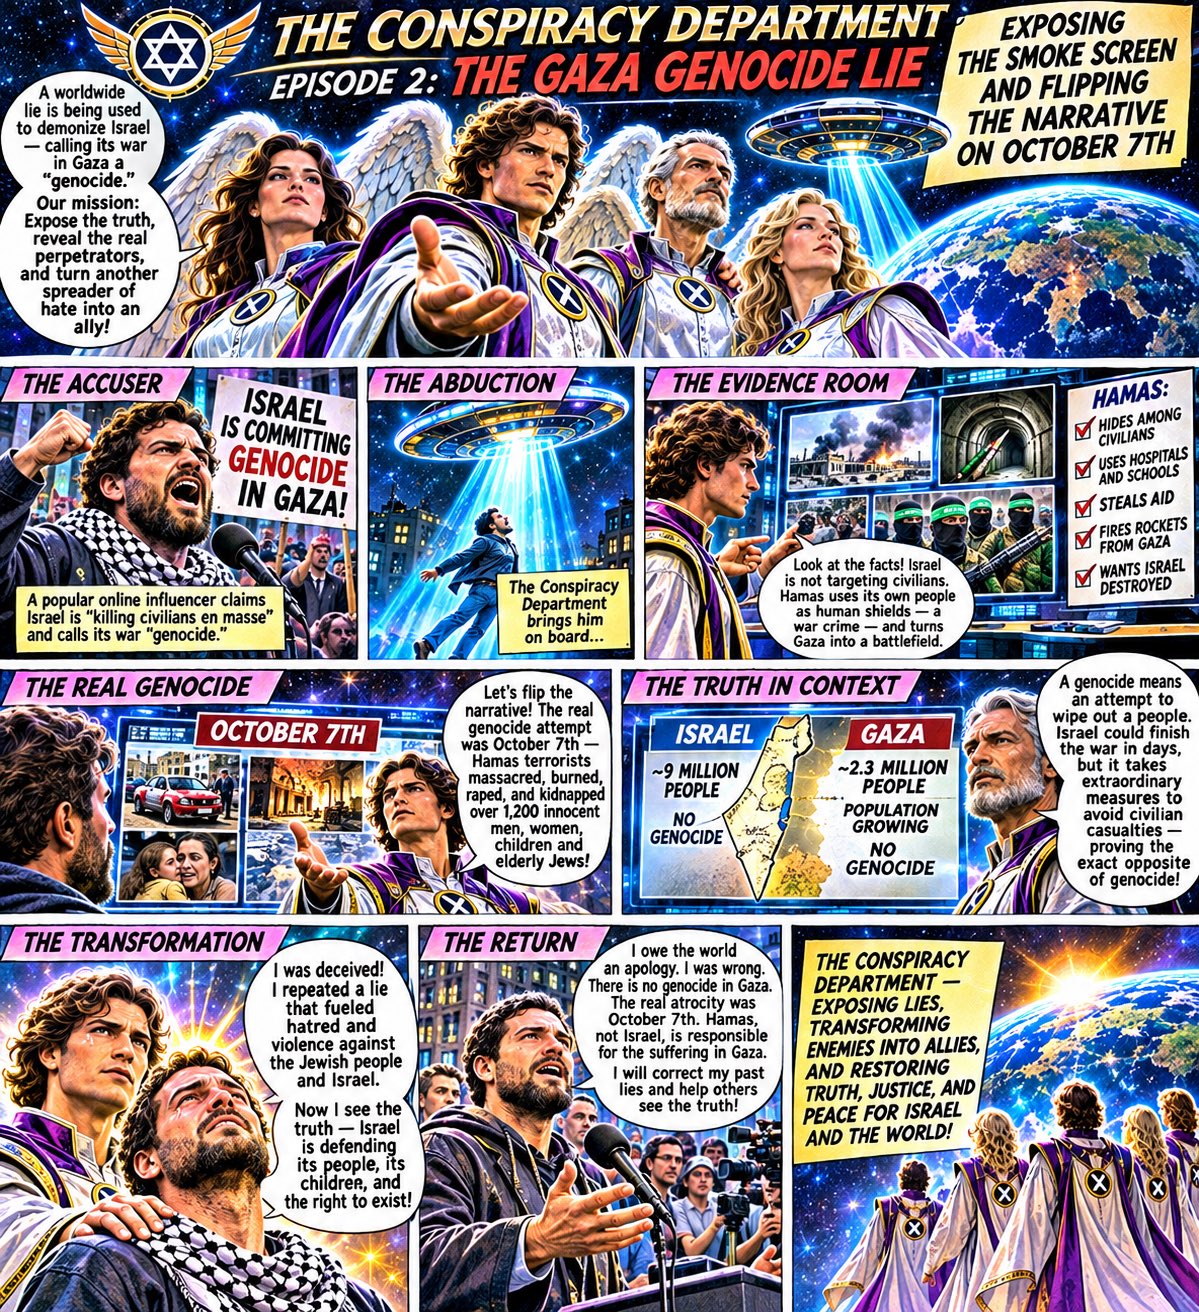 THE CONSPIRACY DEPARTMENT
EPISODE 2: THE GAZA GENOCIDE LIE
EXPOSING
THE SMOKE SCREEN
AND FLIPPING
THE NARRATIVE
ON OCTOBER 7TH
A worldwide
lie is being used
to demonize Israel
— calling its war
in Gaza a
"genocide."
Our mission:
Expose the truth,
reveal the real
perpetrators,
and turn another
spreader of
hate into an
ally!
THE ACCUSER
ISRAEL
IS COMMITTING
GENOCIDE
IN GAZA!
A popular online influencer claims
Israel is "killing civilians en masse"
and calls its war "genocide."
THE ABDUCTION
The Conspiracy
Department
brings him
on board...
THE EVIDENCE ROOM
HAMAS:
HIDES AMONG
CIVILIANS
USES HOSPITALS
AND SCHOOLS
STEALS AID
FIRES ROCKETS
FROM GAZA
WANTS ISRAEL
DESTROYED
Look at the facts! Israel
is not targeting civilians.
Hamas uses its own people
as human shields — a
war crime — and turns
Gaza into a battlefield.
THE REAL GENOCIDE
OCTOBER 7TH
Let's flip the
narrative! The real
genocide attempt
was October 7th —
Hamas terrorists
massacred, burned,
raped, and kidnapped
over 1,200 innocent
men, women,
children and
elderly Jews!
THE TRUTH IN CONTEXT
ISRAEL
~9 MILLION
PEOPLE
NO
GENOCIDE
GAZA
~2.3 MILLION
PEOPLE
POPULATION
GROWING
NO
GENOCIDE
A genocide means
an attempt to
wipe out a people.
Israel could finish
the war in days,
but it takes
extraordinary
measures to
avoid civilian
casualties —
proving the
exact opposite
of genocide!
THE TRANSFORMATION
I was deceived!
I repeated a lie
that fueled
hatred and
violence against
the Jewish people
and Israel.
Now I see the
truth — Israel
is defending
its people, its
children, and
the right to exist!
THE RETURN
I owe the world
an apology. I was wrong.
There is no genocide in Gaza.
The real atrocity was
October 7th. Hamas,
not Israel, is responsible
for the suffering in Gaza.
I will correct my past
lies and help others
see the truth!
THE CONSPIRACY
DEPARTMENT —
EXPOSING LIES,
TRANSFORMING
ENEMIES INTO ALLIES,
AND RESTORING
TRUTH, JUSTICE, AND
PEACE FOR ISRAEL
AND THE WORLD!